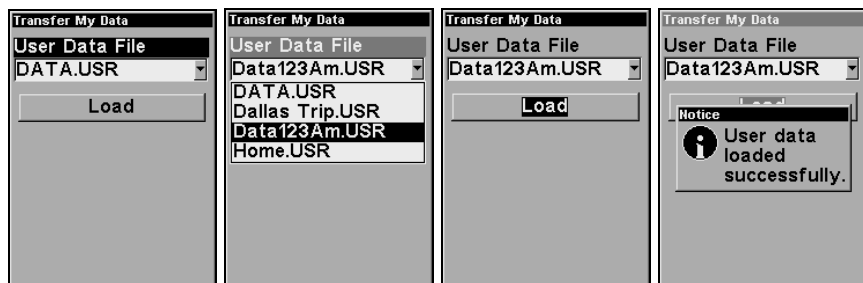 Transfer My Data
User Data File
DATA.USR
Load
Transfer My Data
User Data File
Data123Am.USR
DATA.USR
Dallas Trip.USR
Data123Am.USR
Home.USR
Transfer My Data
User Data File
Data123Am.USR
Load
Transfer My Data
User Data File
Data123Am.USR
Notice
User data
loaded
successfully.